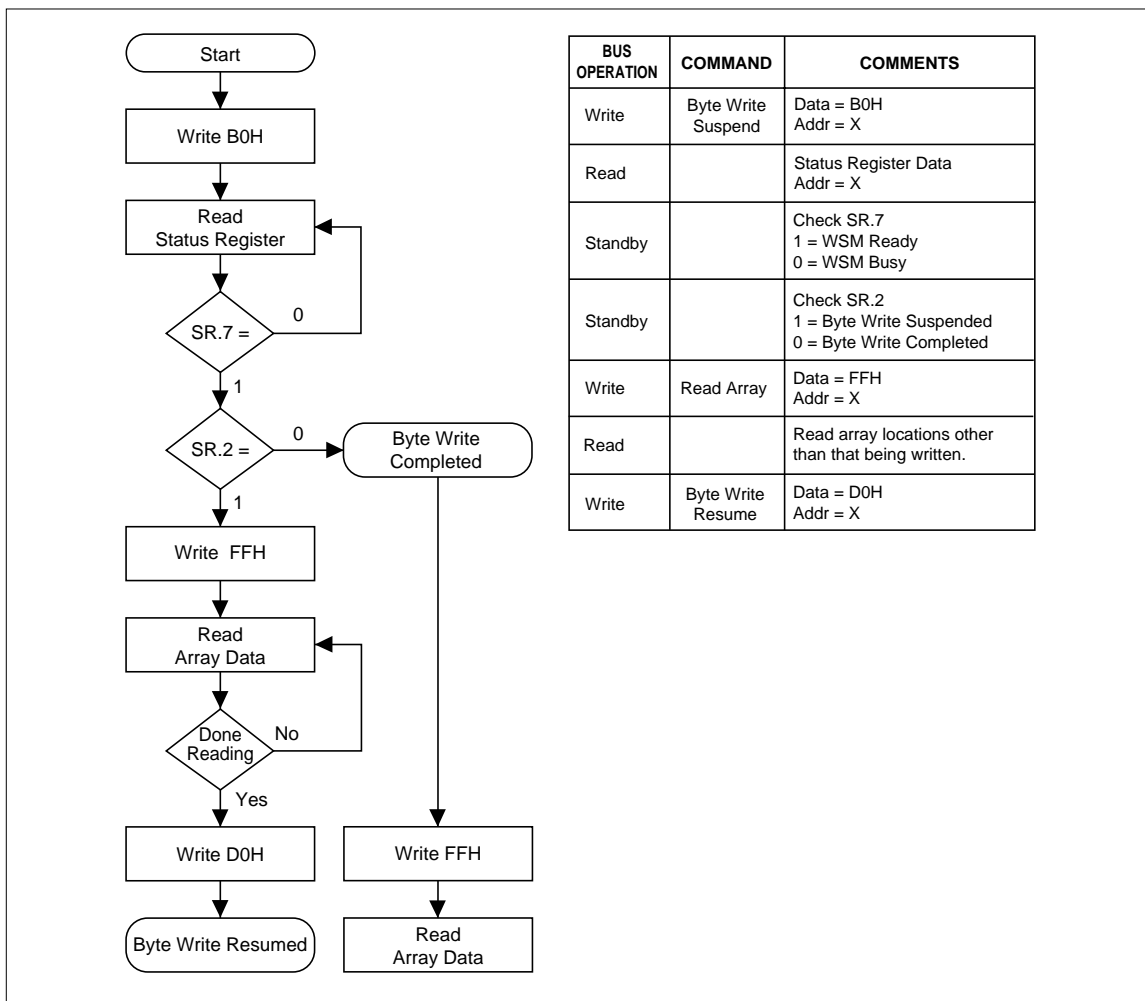 Start
Write B0H
Read
Status Register
SR.7 =
0
1
SR.2 =
0
Byte Write
Completed
1
Write FFH
Read
Array Data
Done
Reading
No
Yes
Write D0H
Write FFH
Byte Write Resumed
Read
Array Data
BUS
OPERATION
COMMAND
COMMENTS
Write
Byte Write
Suspend
Data = B0H
Addr = X
Read
Status Register Data
Addr = X
Standby
Check SR.7
1 = WSM Ready
0 = WSM Busy
Standby
Check SR.2
1 = Byte Write Suspended
0 = Byte Write Completed
Write
Read Array
Data = FFH
Addr = X
Read
Read array locations other
than that being written.
Write
Byte Write
Resume
Data = D0H
Addr = X